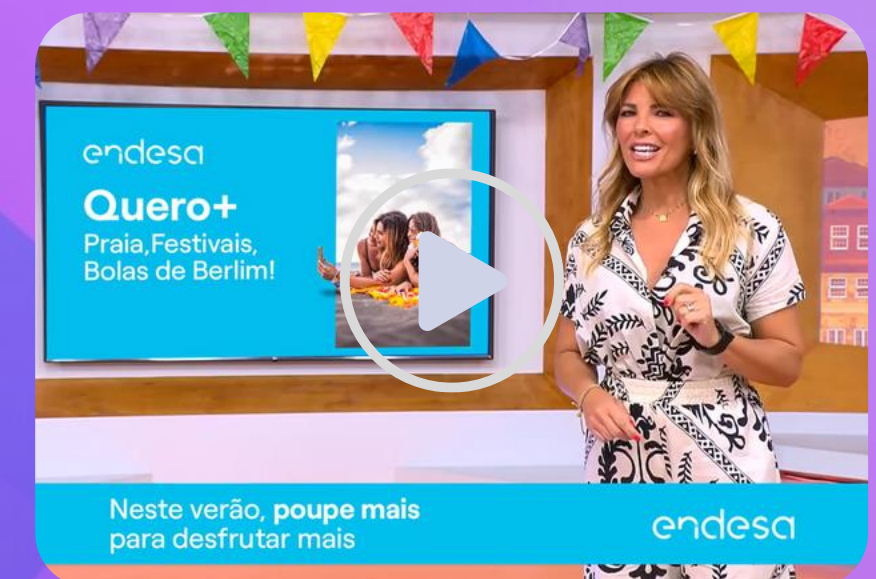 endesa
Quero+
Praia,Festivais,
Bolas de Berlim!
Neste verão, poupe mais
para desfrutar mais
endesa